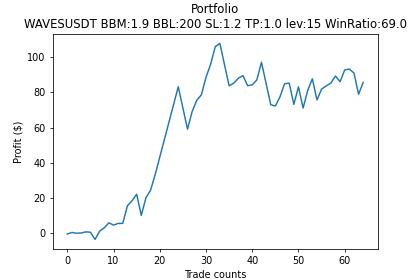 Portfolio
WAVESUSDT BBM:1.9 BBL:200 SL:1.2 TP:1.0 lev:15 WinRatio:69.0
100
80
60
40
20
0
Profit ($)
0 10 20 30 40 50 60
Trade counts